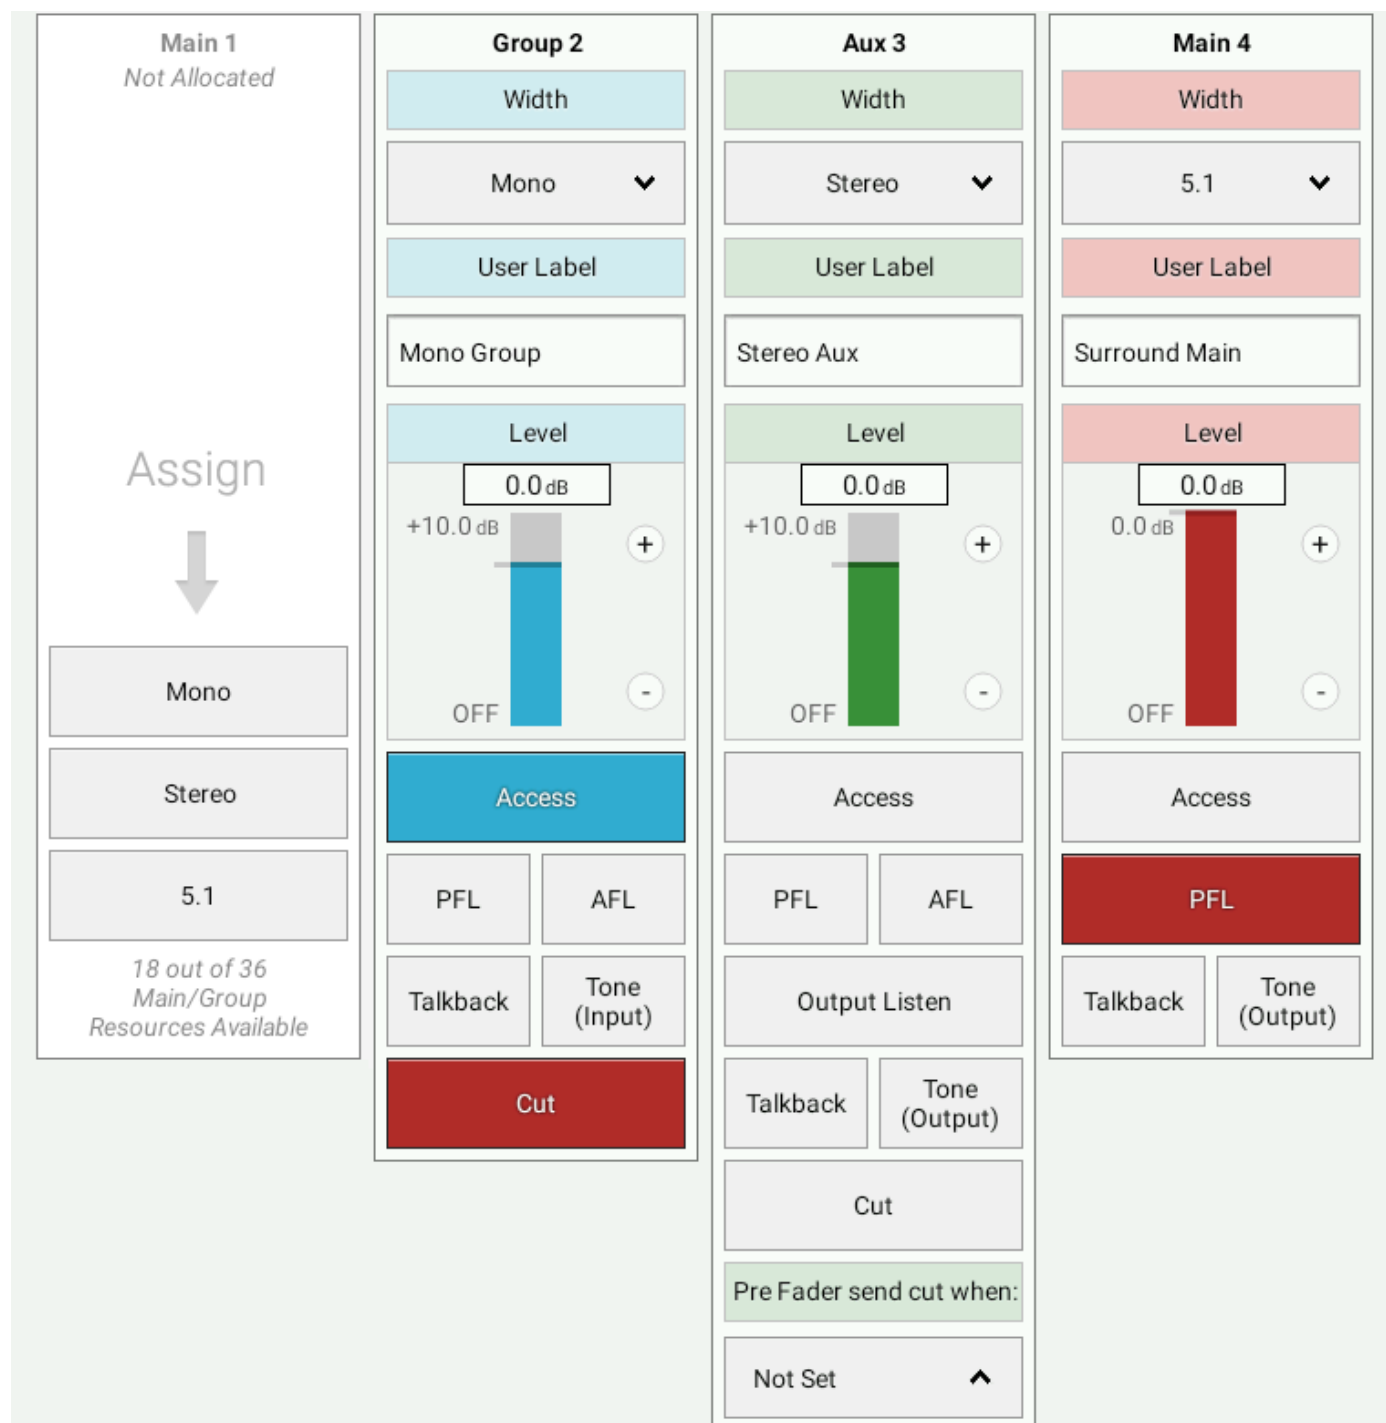 Main 1
Not Allocated
Assign
Mono
Stereo
5.1
18 out of 36
Main/Group
Resources Available
Group 2
Width
Mono
User Label
Mono Group
Level
0.0 dB
+10.0 dB
+
-
OFF
Access
PFL
AFL
Talkback
Tone
(Input)
Cut
Aux 3
Width
Stereo
User Label
Stereo Aux
Level
0.0 dB
+10.0 dB
+
-
OFF
Access
PFL
AFL
Output Listen
Talkback
Tone
(Output)
Cut
Pre Fader send cut when:
Not Set
Main 4
Width
5.1
User Label
Surround Main
Level
0.0 dB
0.0 dB
+
-
OFF
Access
PFL
Talkback
Tone
(Output)